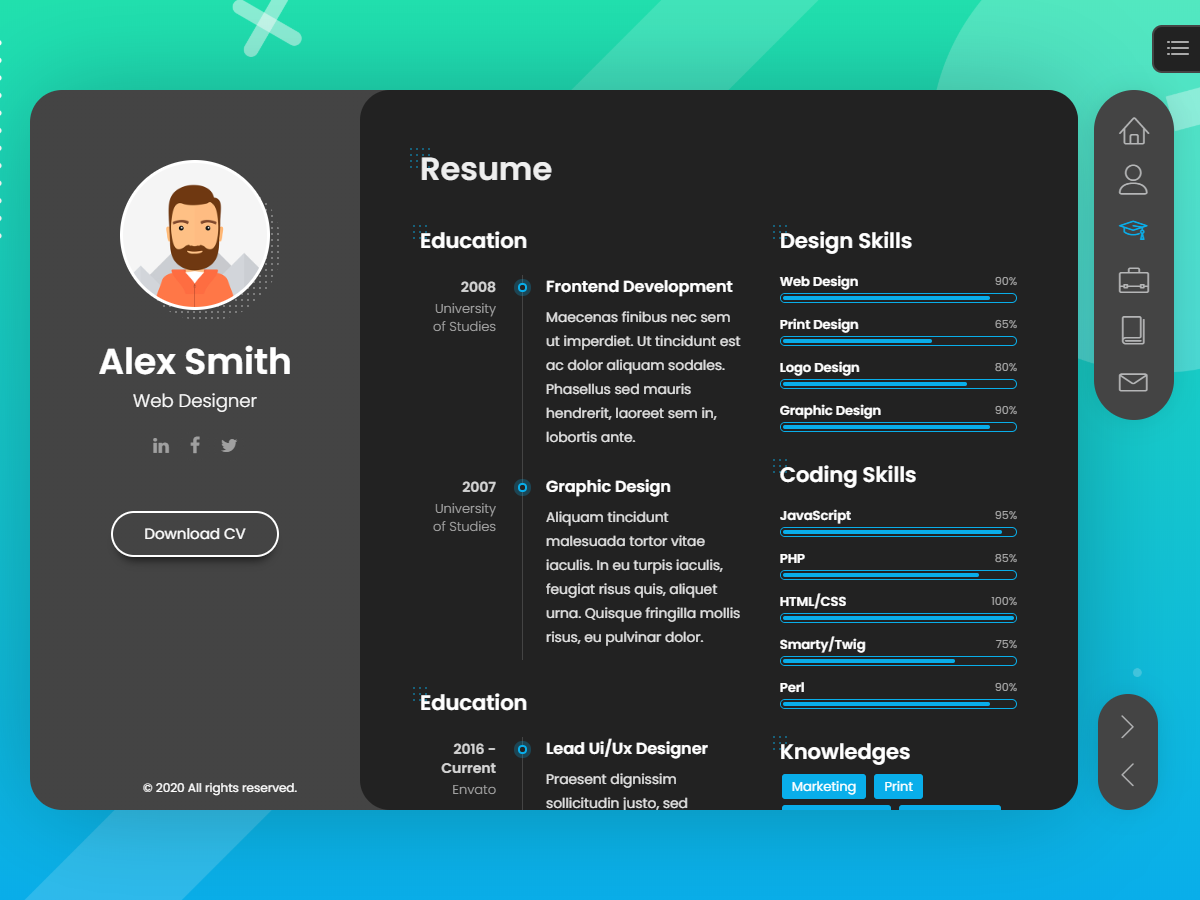 Alex Smith
Web Designer
Download CV
© 2020 All rights reserved.
Resume
Education
2008
University
of Studies
Frontend Development
Maecenas finibus nec sem
ut imperdiet. Ut tincidunt est
ac dolor aliquam sodales.
Phasellus sed mauris
hendrerit, laoreet sem in,
lobortis ante.
2007
University
of Studies
Graphic Design
Aliquam tincidunt
malesuada tortor vitae
iaculis. In eu turpis iaculis,
feugiat risus quis, aliquet
urna. Quisque fringilla mollis
risus, eu pulvinar dolor.
Education
2016 -
Current
Envato
Lead Ui/Ux Designer
Praesent dignissim
sollicitudin justo, sed
Design Skills
Web Design 90%
Print Design 65%
Logo Design 80%
Graphic Design 90%
Coding Skills
JavaScript 95%
PHP 85%
HTML/CSS 100%
Smarty/Twig 75%
Perl 90%
Knowledges
Marketing Print